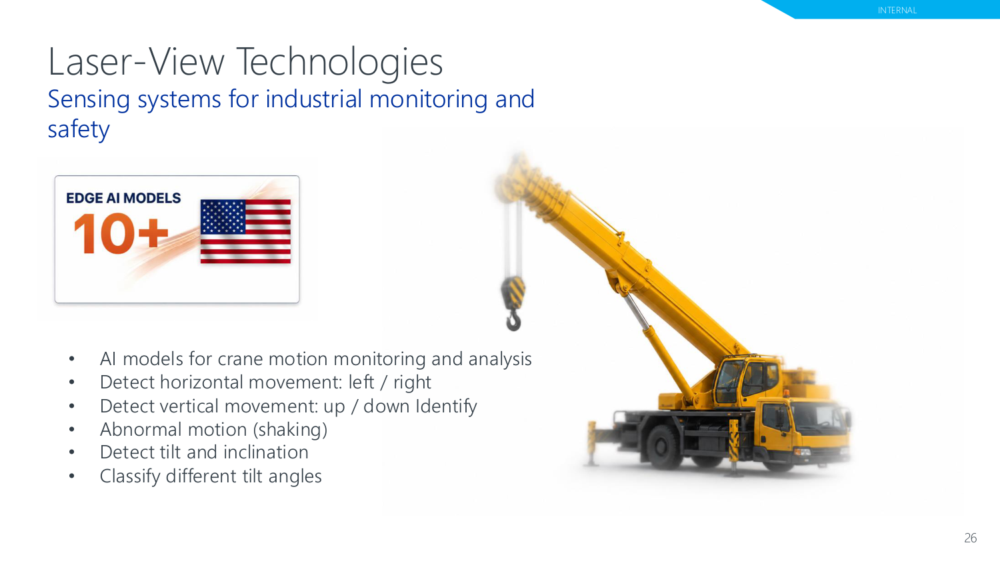 INTERNAL
Laser-View Technologies
Sensing systems for industrial monitoring and
safety
EDGE AI MODELS
10+
• AI models for crane motion monitoring and analysis
• Detect horizontal movement: left / right
• Detect vertical movement: up / down Identify
• Abnormal motion (shaking)
• Detect tilt and inclination
• Classify different tilt angles
26